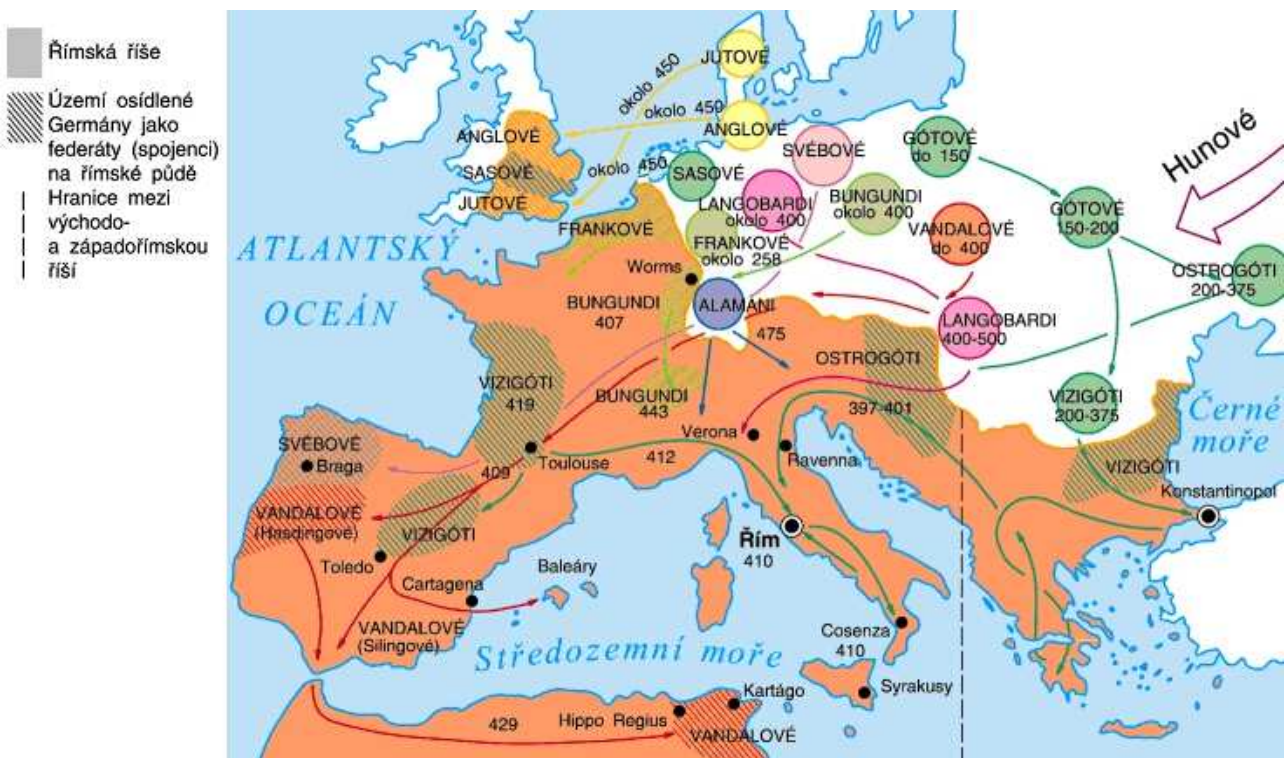 Římská říše
Území osídlené
Germány jako
federáty (spojenci)
na římské půdě
Hranice mezi
východo-
a západořímskou
říší
JUTOVÉ
okolo 450
okolo 450
ANGLOVÉ
ANGLOVÉ
SVÉBOVÉ
GÓTOVÉ
do 150
Hunové
SASOVÉ
okolo 450
SASOVÉ
JUTOVÉ
LANGOBARDI
okolo 400
BUNGUNDI
okolo 400
GÓTOVÉ
150-200
FRANKOVÉ
FRANKOVÉ
okolo 258
VANDALOVÉ
do 400
ATLANTSKÝ
OCEÁN
Worms
OSTROGÓTI
200-375
BUNGUNDI
407
ALAMANI
475
LANGOBARDI
400-500
OSTROGÓTI
397-401
VIZIGÓTI
419
BUNGUNDI
443
VIZIGÓTI
200-375
Černé
moře
Verona
Ravenna
SVÉBOVÉ
Braga
409
Toulouse
412
VIZIGÓTI
Konstantinopol
VANDALOVÉ
(Hasdingové)
VIZIGÓTI
Řím
410
Toledo
Cartagena
Baleáry
VANDALOVÉ
(Silingové)
Středozemní moře
Cosenza
410
Syrakusy
Kartágo
429
Hippo Regius
VANDALOVÉ